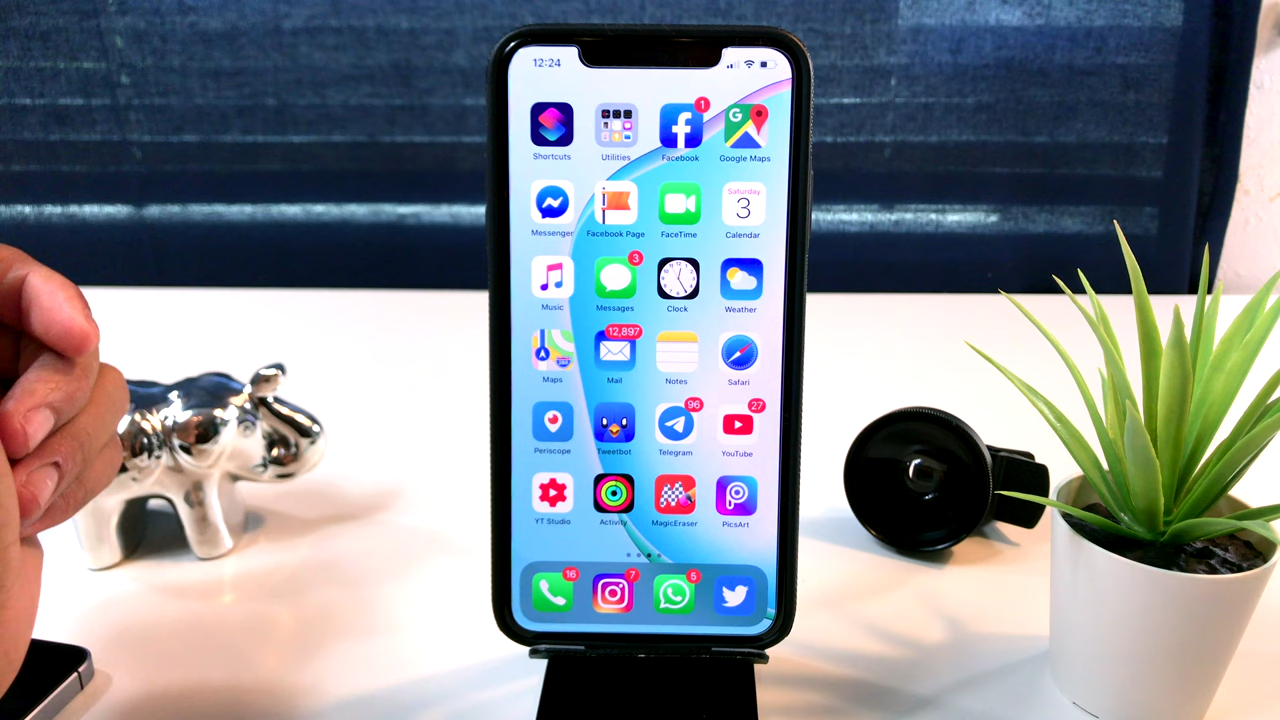 12:24
1
Shortcuts Utilities Facebook Google Maps
Saturday
3
Messenger Facebook Page FaceTime Calendar
3
Music Messages Clock Weather
12,897
Maps Mail Notes Safari
96 27
Periscope Tweetbot Telegram YouTube
YT Studio Activity MagicEraser PicsArt
16 7 5